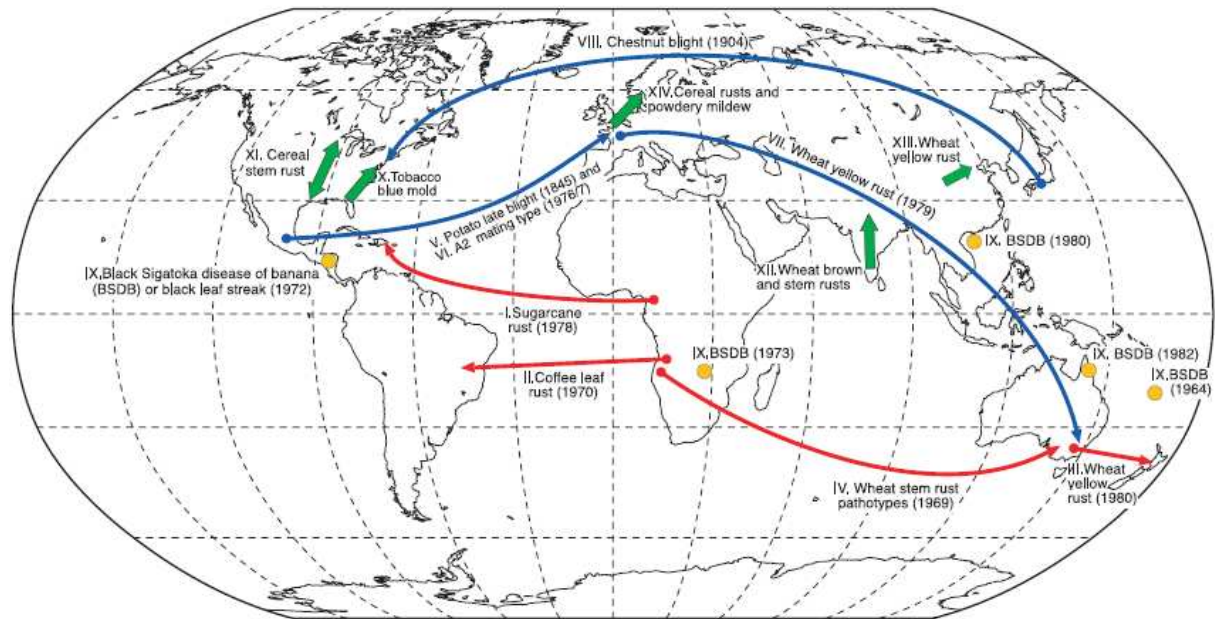 VIII. Chestnut blight (1904)
XIV.Cereal rusts and
powdery mildew
XI. Cereal
stem rust
X.Tobacco
blue mold
XIII.Wheat
yellow rust
VII. Wheat yellow rust (1979)
V. Potato late blight (1845) and
VI. A2 mating type (1976/7)
IX.Black Sigatoka disease of banana
(BSDB) or black leaf streak (1972)
IX. BSDB (1980)
XII.Wheat brown
and stem rusts
I.Sugarcane
rust (1978)
IX.BSDB (1973)
II.Coffee leaf
rust (1970)
IX. BSDB (1982)
IX.BSDB
(1964)
III.Wheat
yellow
rust (1980)
IV. Wheat stem rust
pathotypes (1969)